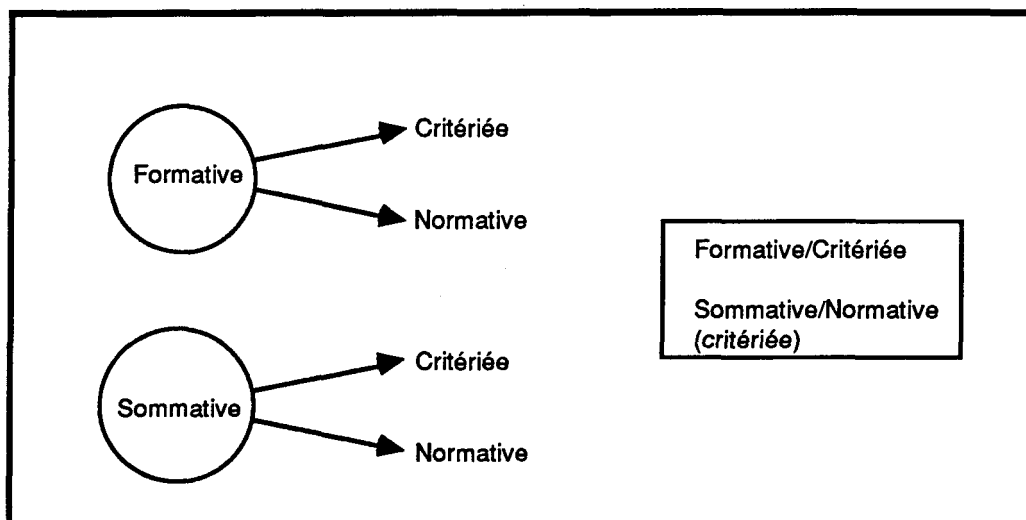 Critériée
Formative
Normative
Formative/Critériée
Sommative/Normative
(critériée)
Critériée
Sommative
Normative